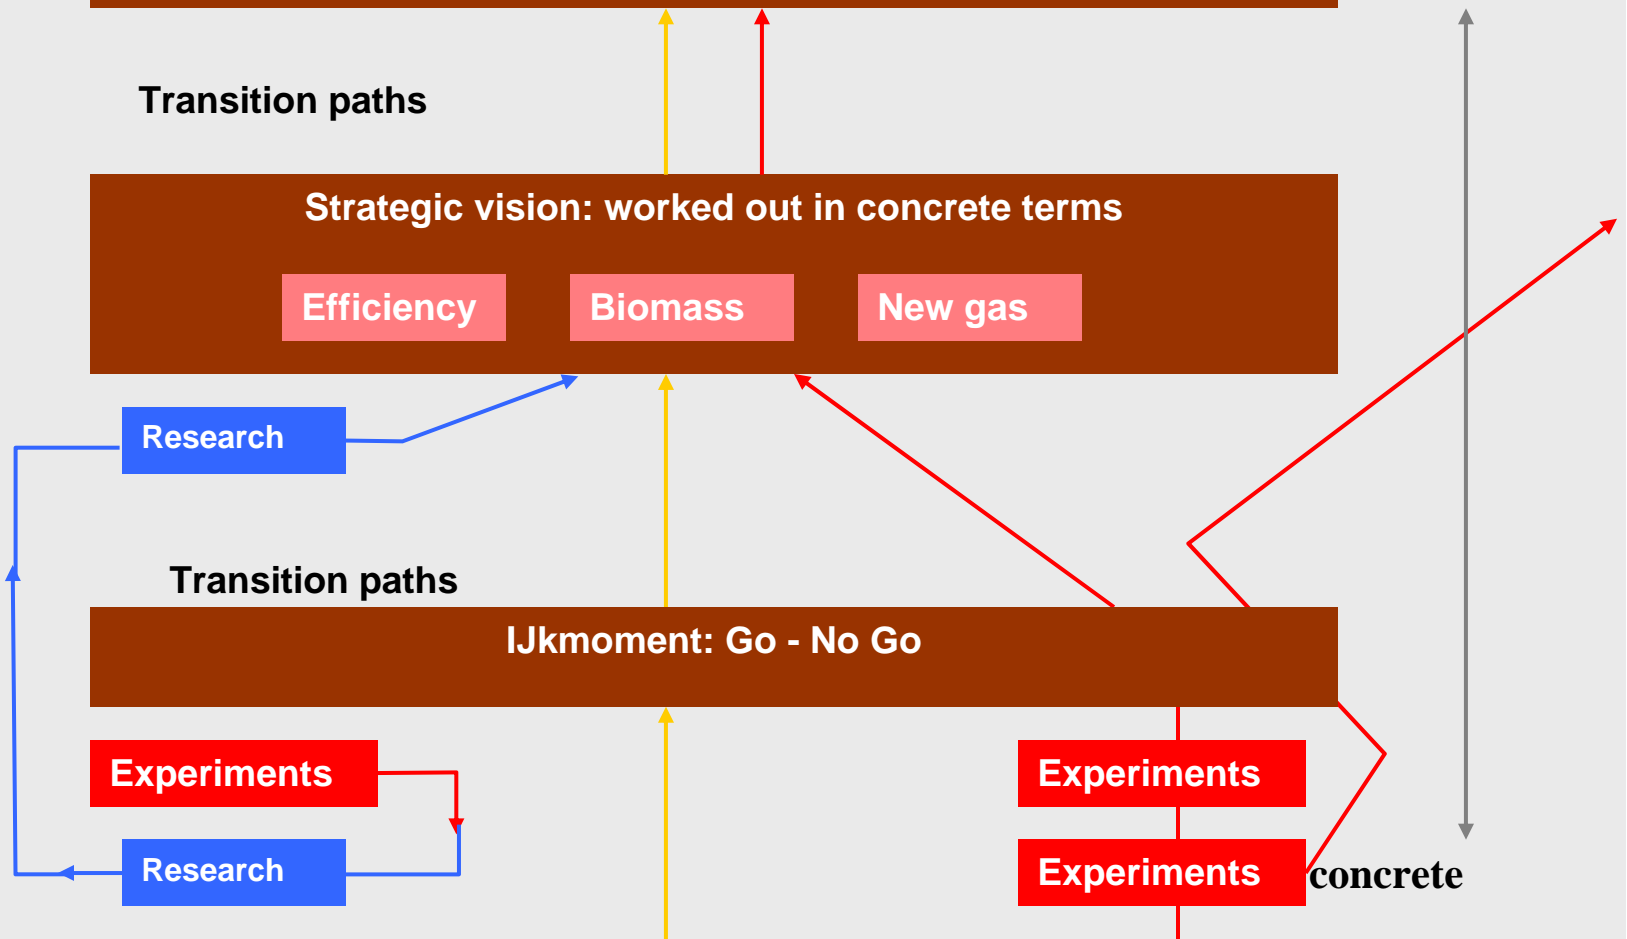 Transition paths
Strategic vision: worked out in concrete terms
Efficiency
Biomass
New gas
Research
Transition paths
IJkmoment: Go - No Go
Experiments
Experiments
Research
Experiments
concrete